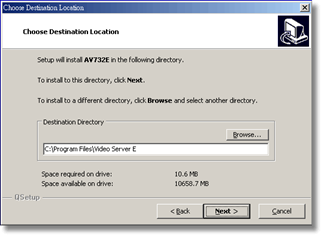 Choose Destination Location
Choose Destination Location
Setup will install AV732E in the following directory.
To install to this directory, click Next.
To install to a different directory, click Browse and select another directory.
Destination Directory
Browse...
C:\Program Files\Video Server E
Space required on drive: 10.6 MB
Space available on drive: 10658.7 MB
QSetup
< Back Next > Cancel